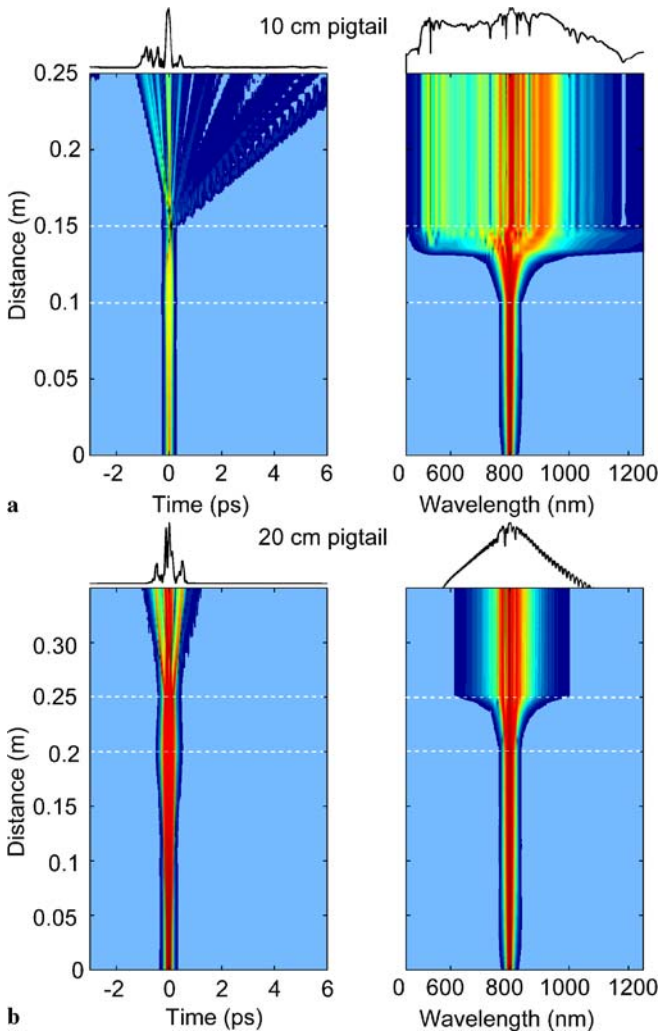 10 cm pigtail
0.25
0.2
0.15
0.1
0.05
0
Distance (m)
-2 0 2 4 6
0 600 800 1000 1200
Time (ps)
Wavelength (nm)
a
20 cm pigtail
0.30
0.25
0.2
0.15
0.1
0.05
0
Distance (m)
-2 0 2 4 6
0 600 800 1000 1200
Time (ps)
Wavelength (nm)
b